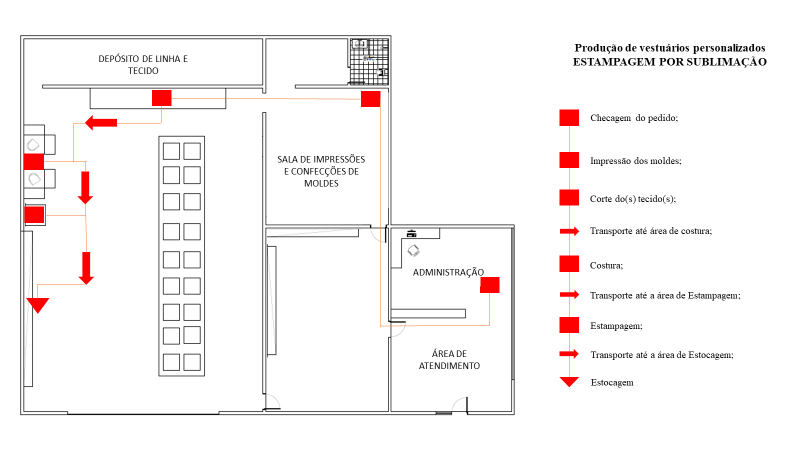 Produção de vestuários personalizados
ESTAMPAGEM POR SUBLIMAÇÃO
DEPÓSITO DE LINHA E
TECIDO
SALA DE IMPRESSÕES
E CONFECÇÕES DE
MOLDES
ADMINISTRAÇÃO
ÁREA DE
ATENDIMENTO
Checagem do pedido;
Impressão dos moldes;
Corte do(s) tecido(s);
Transporte até área de costura;
Costura;
Transporte até a área de Estampagem;
Estampagem;
Transporte até a área de Estocagem;
Estocagem